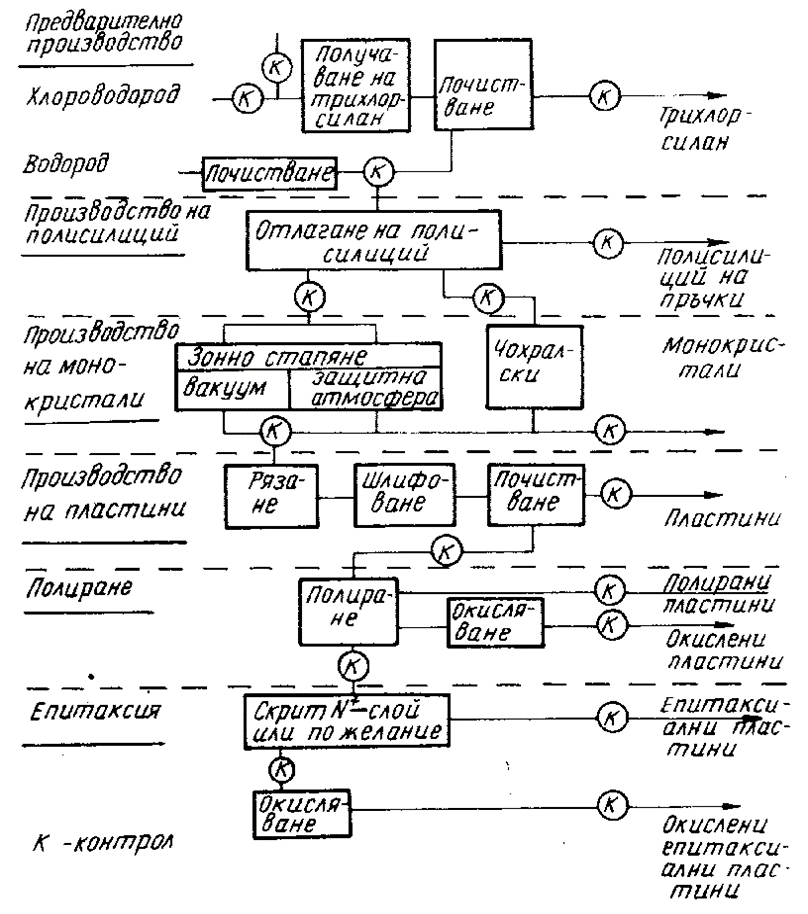 Предварително
производство
Получа-
ване на
трихлор-
силан
Почист-
ване
K
K
K
Хлороводород
Трихлор-
силан
Водород
Почистване
K
Производство на
полисилиций
Отлагане на поли-
силиций
K
Полисили-
ций на
пръчки
K
K
Производство
на моно-
кристали
Зонно стапяне
вакуум
защитна
атмосфера
Чохрал-
ски
Монокрис-
тали
K
K
Производство
на пластини
Ряза-
не
Шлифо-
ване
Почист-
ване
K
Пластини
K
Полиране
Полира-
не
K
Полирани
пластини
Окисля-
ване
K
Окислени
пластини
K
Епитаксия
Скрит N⁺-слой
или по желание
K
Епитакси-
ални плас-
тини
K
Окисля-
ване
K
Окислени
епитакси-
ални плас-
тини
K - контрол